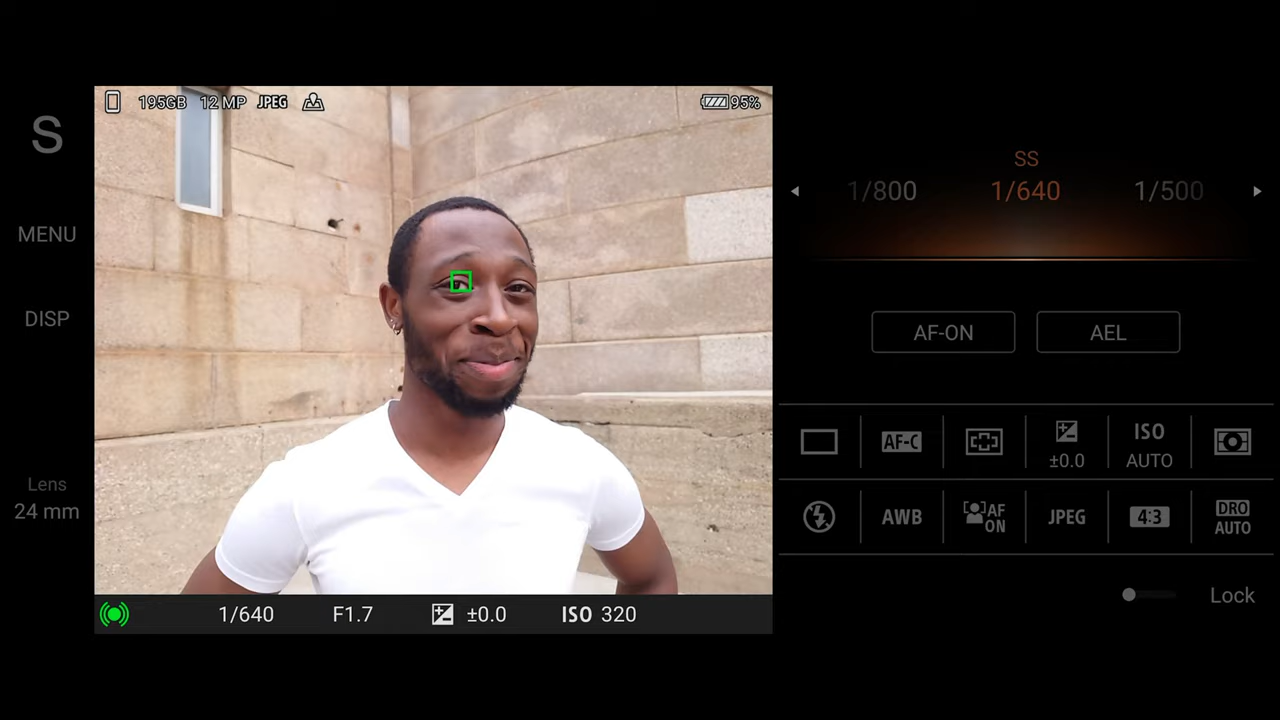 195GB 12 MP JPEG 95%
S
MENU
DISP
Lens
24 mm
1/640 F1.7 ±0.0 ISO 320
SS
1/800 1/640 1/500
AF-ON AEL
AF-C ±0.0 ISO AUTO
AWB AF ON JPEG 4:3 DRO AUTO
Lock